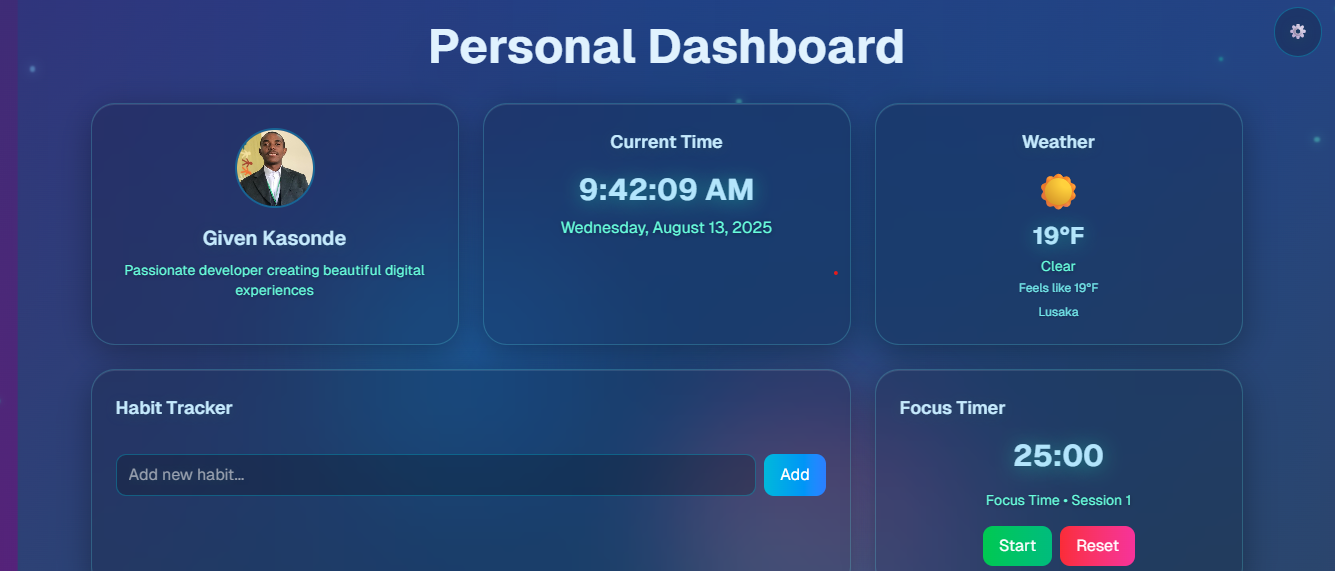 Personal Dashboard
Given Kasonde
Passionate developer creating beautiful digital
experiences
Current Time
9:42:09 AM
Wednesday, August 13, 2025
Weather
19°F
Clear
Feels like 19°F
Lusaka
Habit Tracker
Add new habit...
Add
Focus Timer
25:00
Focus Time • Session 1
Start
Reset